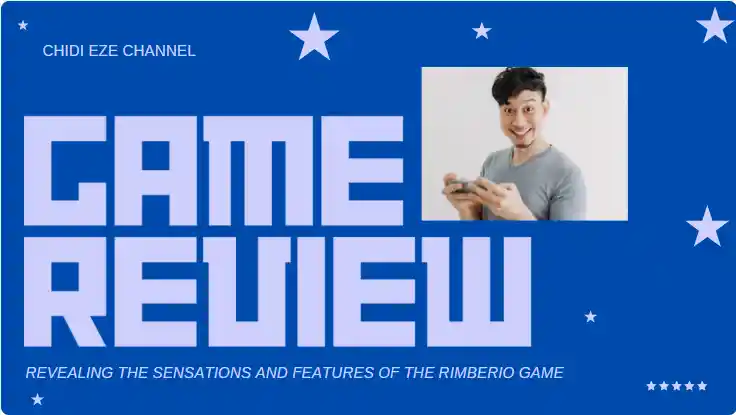 CHIDI EZE CHANNEL
GAME
REVIEW
REVEALING THE SENSATIONS AND FEATURES OF THE RIMBERIO GAME